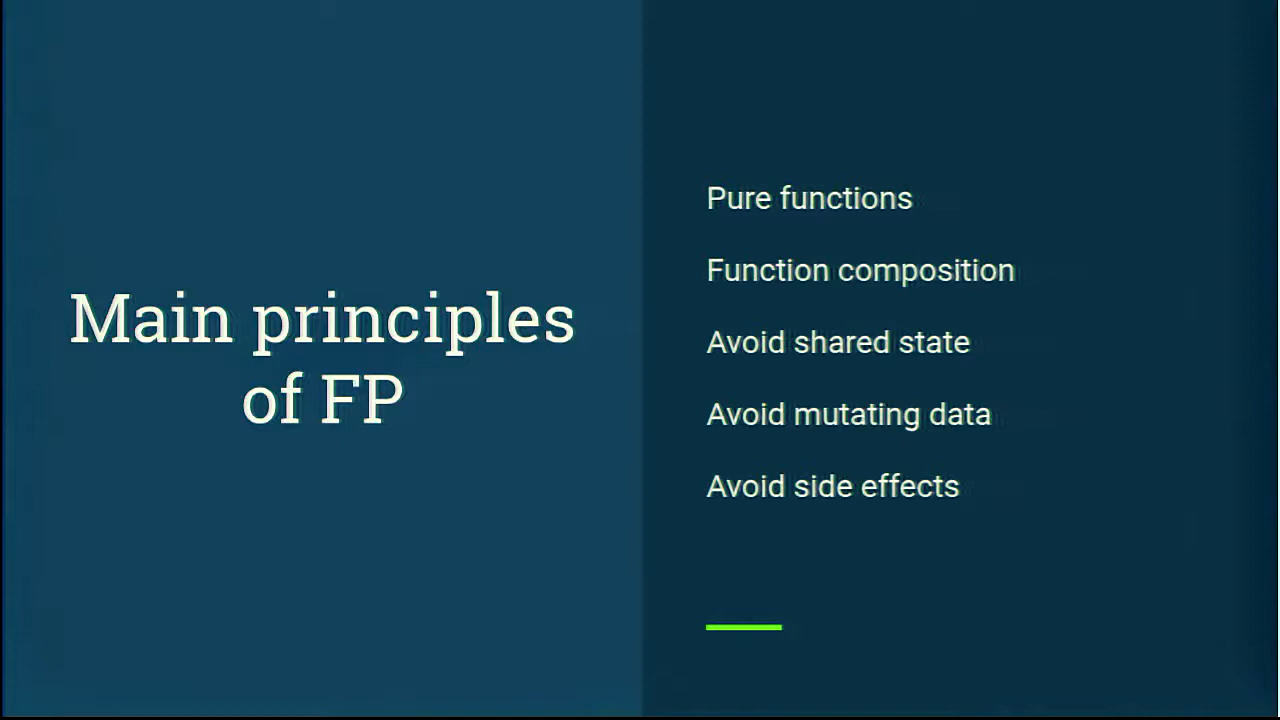 Main principles
of FP
Pure functions
Function composition
Avoid shared state
Avoid mutating data
Avoid side effects